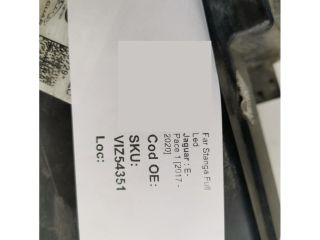 Far Stanga Full
Led
Jaguar : E-
Pace 1 [2017 -
2020]
Cod OE:
SKU:
VIZ54351
Loc: